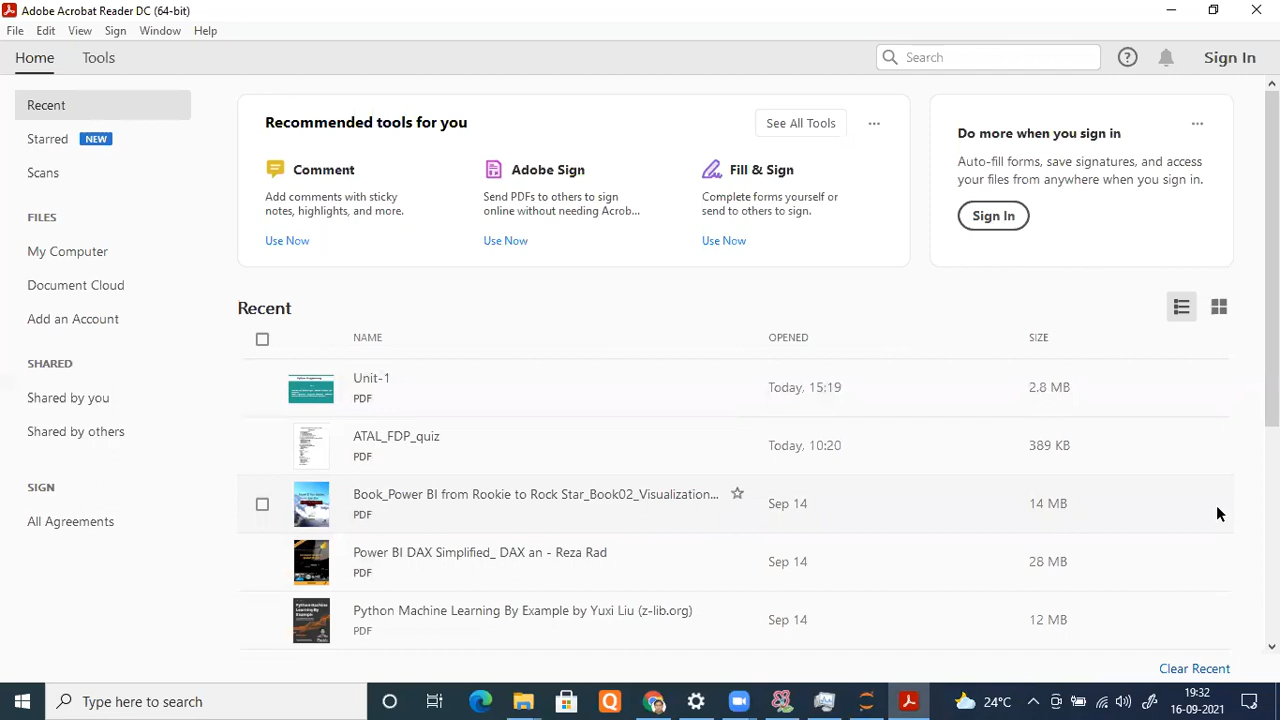 Adobe Acrobat Reader DC (64-bit)
File Edit View Sign Window Help
Home Tools Search Sign In
Recent
Starred NEW
Scans
FILES
My Computer
Document Cloud
Add an Account
SHARED
Shared by you
Shared by others
SIGN
All Agreements
Recommended tools for you See All Tools
Comment
Add comments with sticky
notes, highlights, and more.
Use Now
Adobe Sign
Send PDFs to others to sign
online without needing Acrob...
Use Now
Fill & Sign
Complete forms yourself or
send to others to sign.
Use Now
Do more when you sign in
Auto-fill forms, save signatures, and access
your files from anywhere when you sign in.
Sign In
Recent
NAME OPENED SIZE
Unit-1
PDF
Today, 15:19 2.8 MB
ATAL_FDP_quiz
PDF
Today, 10:20 389 KB
Book_Power BI from Rookie to Rock Star_Book02_Visualization...
PDF
Sep 14 14 MB
Power BI DAX Simplified_ DAX an - Reza Rad
PDF
Sep 14 28 MB
Python Machine Learning By Example by Yuxi Liu (z-lib.org)
PDF
Sep 14 12 MB
Clear Recent
Type here to search
24°C
19:32
16-09-2021